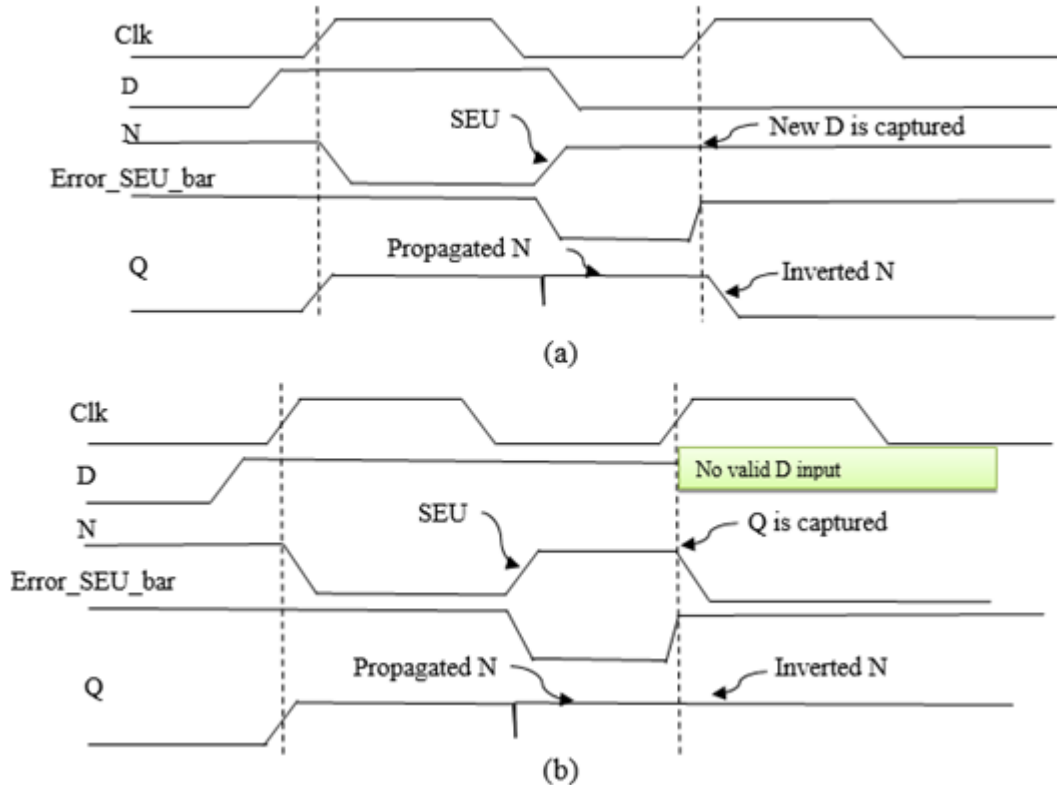 Clk
D
SEU
New D is captured
N
Error_SEU_bar
Propagated N
Q
Inverted N
(a)
Clk
D
No valid D input
SEU
Q is captured
N
Error_SEU_bar
Propagated N
Inverted N
Q
(b)